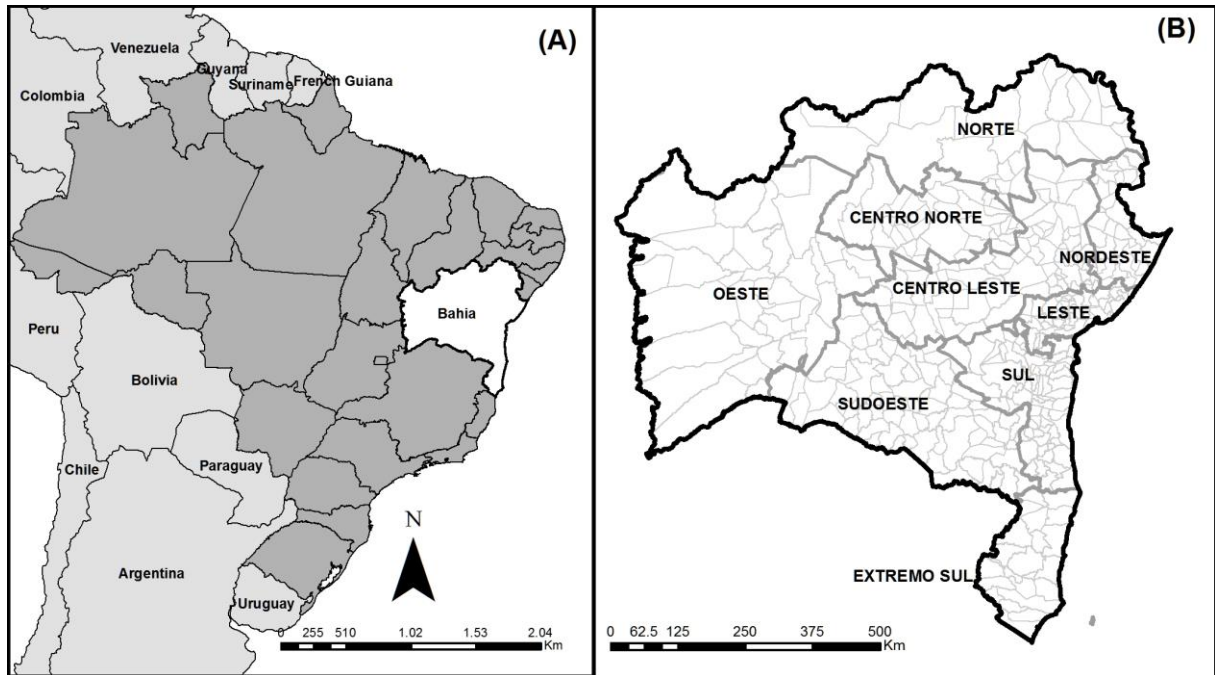 (A)
Venezuela
Guyana
Suriname
French Guiana
Colombia
Bahia
Peru
Bolivia
Paraguay
Chile
Argentina
Uruguay
N
0 255 510 1.02 1.53 2.04
Km
(B)
NORTE
CENTRO NORTE
NORDESTE
OESTE
CENTRO LESTE
LESTE
SUL
SUDOESTE
EXTREMO SUL
0 62.5 125 250 375 500
Km